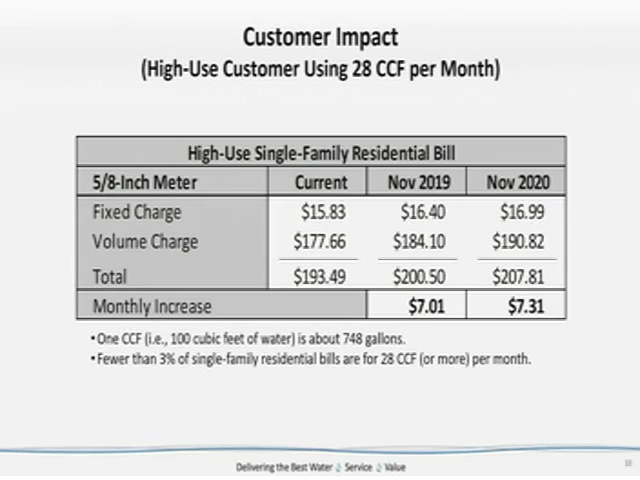 Customer Impact
(High-Use Customer Using 28 CCF per Month)
High-Use Single-Family Residential Bill
5/8-Inch Meter Current Nov 2019 Nov 2020
Fixed Charge $15.83 $16.40 $16.99
Volume Charge $177.66 $184.10 $190.82
Total $193.49 $200.50 $207.81
Monthly Increase $7.01 $7.31
•One CCF (i.e., 100 cubic feet of water) is about 748 gallons.
•Fewer than 3% of single-family residential bills are for 28 CCF (or more) per month.
Delivering the Best Water Service Value